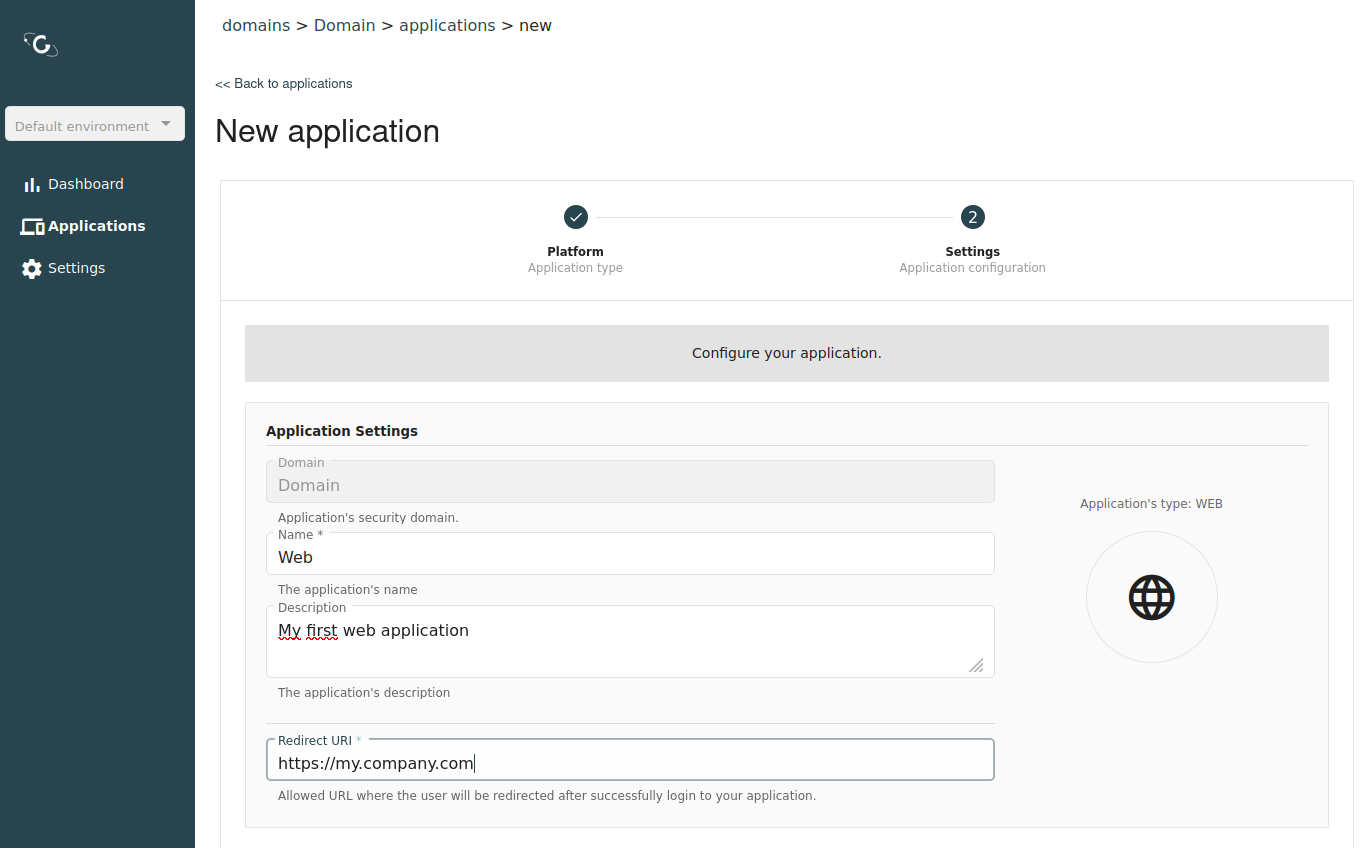 domains > Domain > applications > new
<< Back to applications
New application
Default environment
Dashboard
Applications
Settings
2
Platform
Application type
Settings
Application configuration
Configure your application.
Application Settings
Domain
Domain
Application's security domain.
Name *
Web
The application's name
Description
My first web application
The application's description
Redirect URI *
https://my.company.com
Allowed URL where the user will be redirected after successfully login to your application.
Application's type: WEB